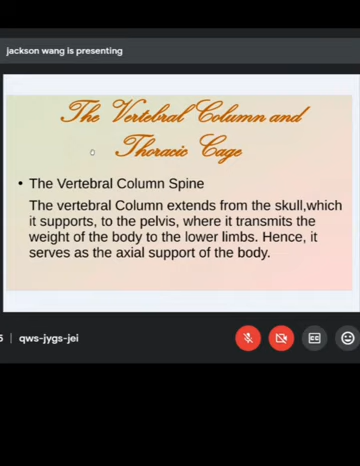 jackson wang is presenting
The Vertebral Column and
Thoracic Cage
• The Vertebral Column Spine
The vertebral Column extends from the skull,which
it supports, to the pelvis, where it transmits the
weight of the body to the lower limbs. Hence, it
serves as the axial support of the body.
| qws-jygs-jei
CC